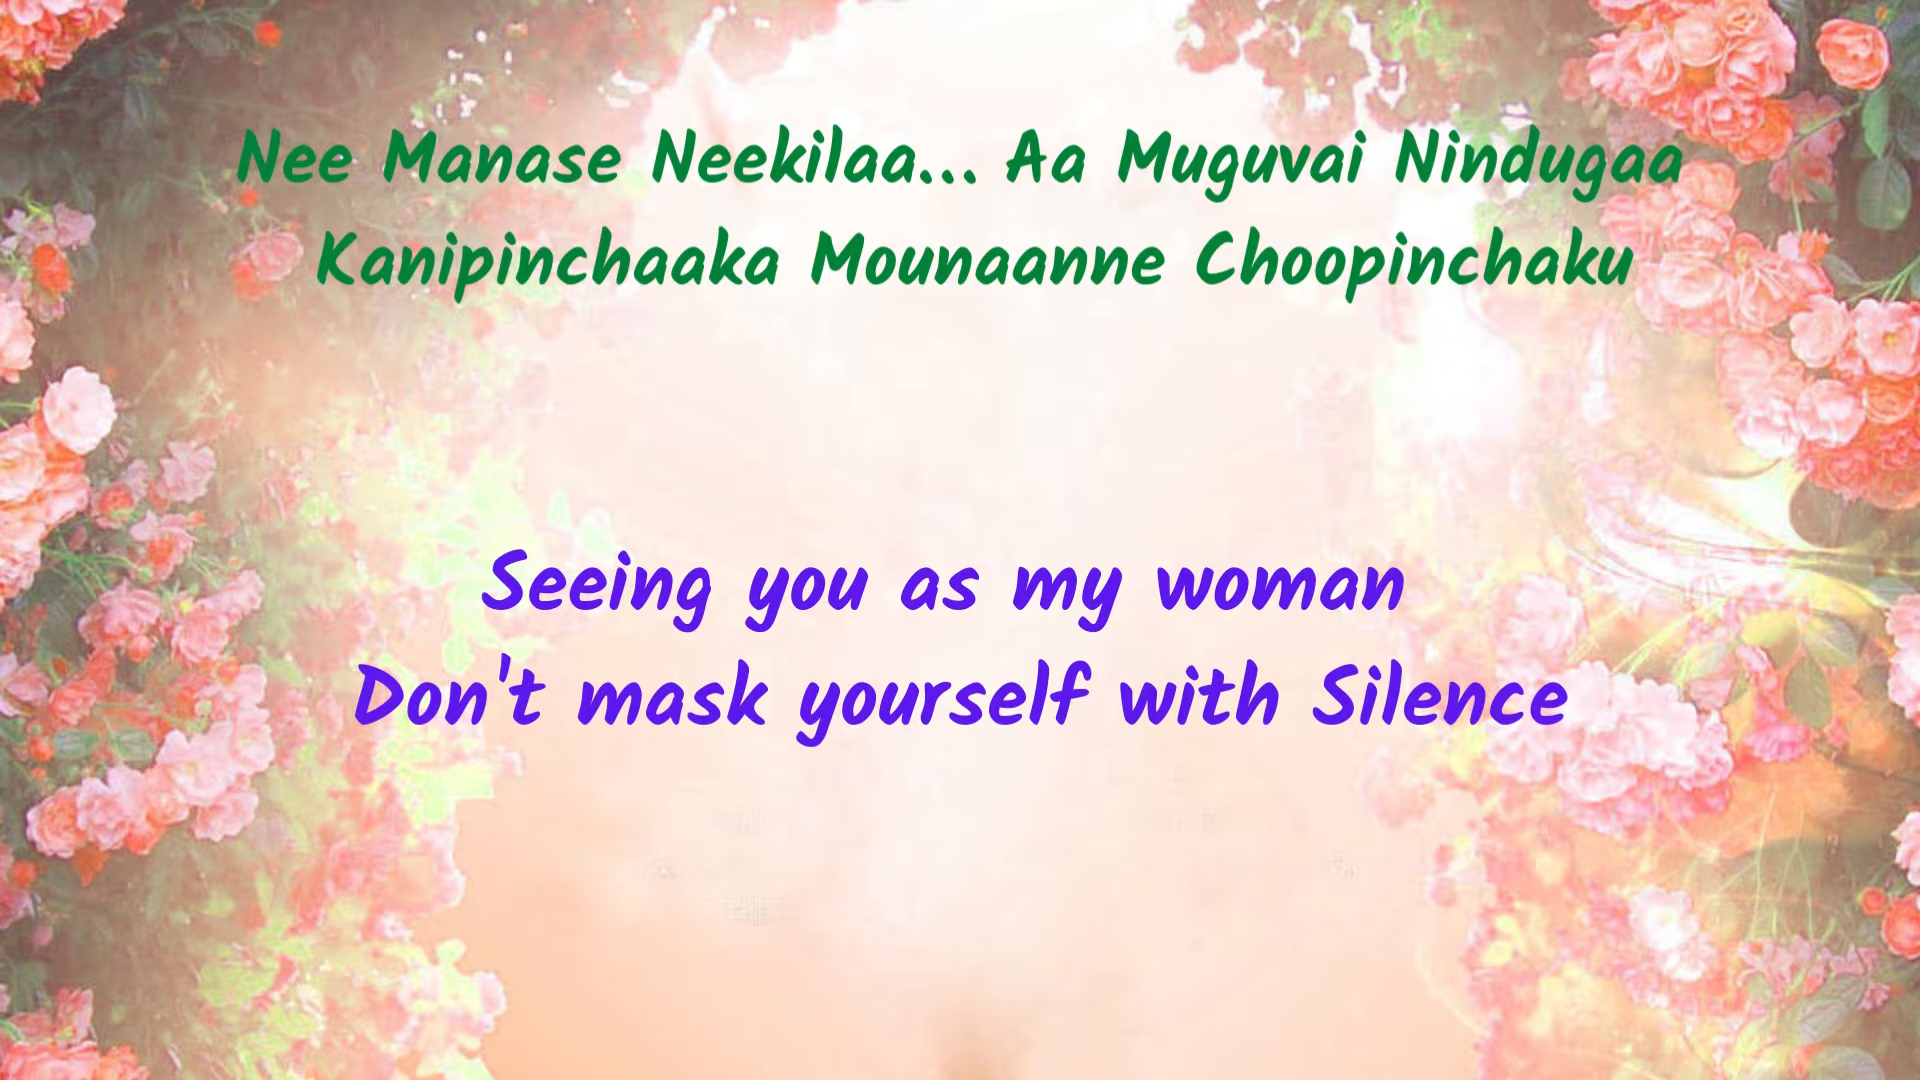 Nee Manase Neekilaa... Aa Muguvai Nindugaa
Kanipinchaaka Mounaanne Choopinchaku
Seeing you as my woman
Don't mask yourself with Silence